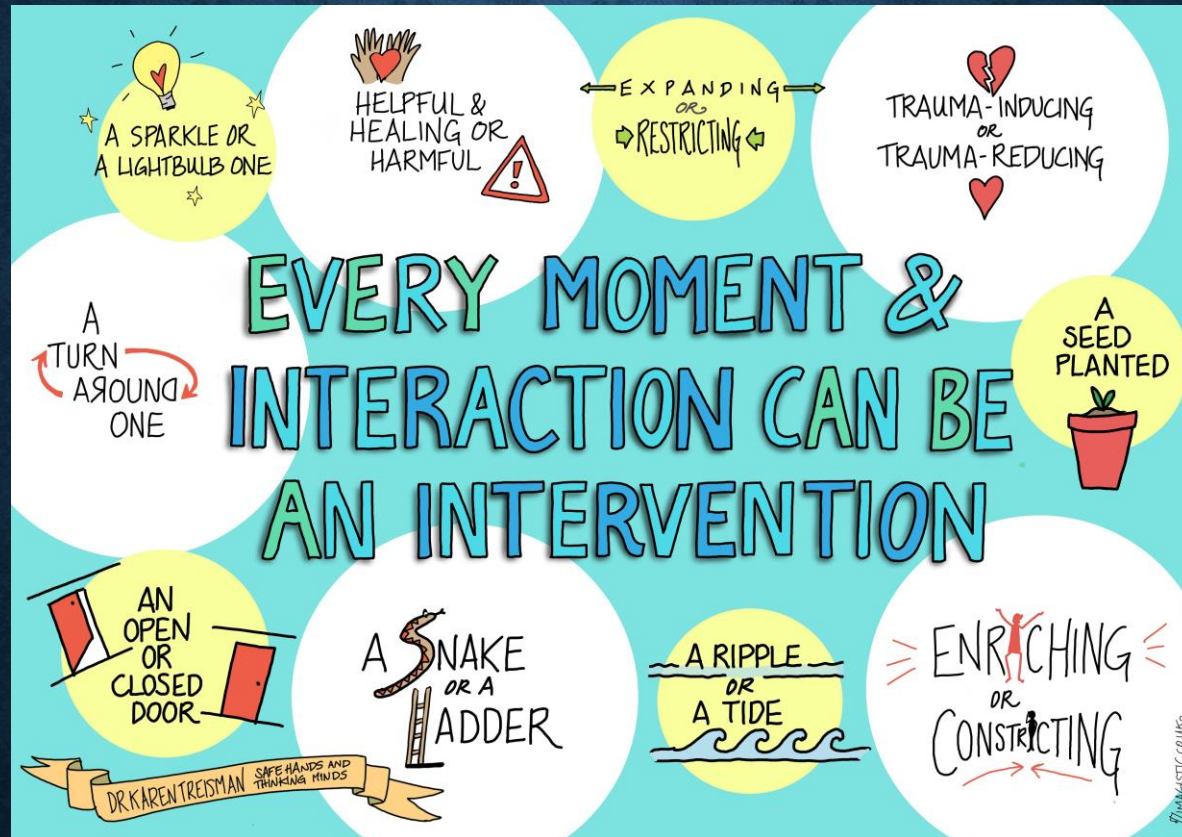 A SPARKLE OR
A LIGHTBULB ONE
HELPFUL &
HEALING OR
HARMFUL
!
EXPANDING
OR
RESTRICTING
TRAUMA-INDUCING
OR
TRAUMA-REDUCING
EVERY MOMENT &
INTERACTION CAN BE
AN INTERVENTION
A
TURN
AROUND
ONE
A
SEED
PLANTED
AN
OPEN
OR
CLOSED
DOOR
A SNAKE
OR A
LADDER
A RIPPLE
OR
A TIDE
ENRICHING
OR
CONSTRICTING
DR KAREN TREISMAN
SAFE HANDS AND
THINKING MINDS